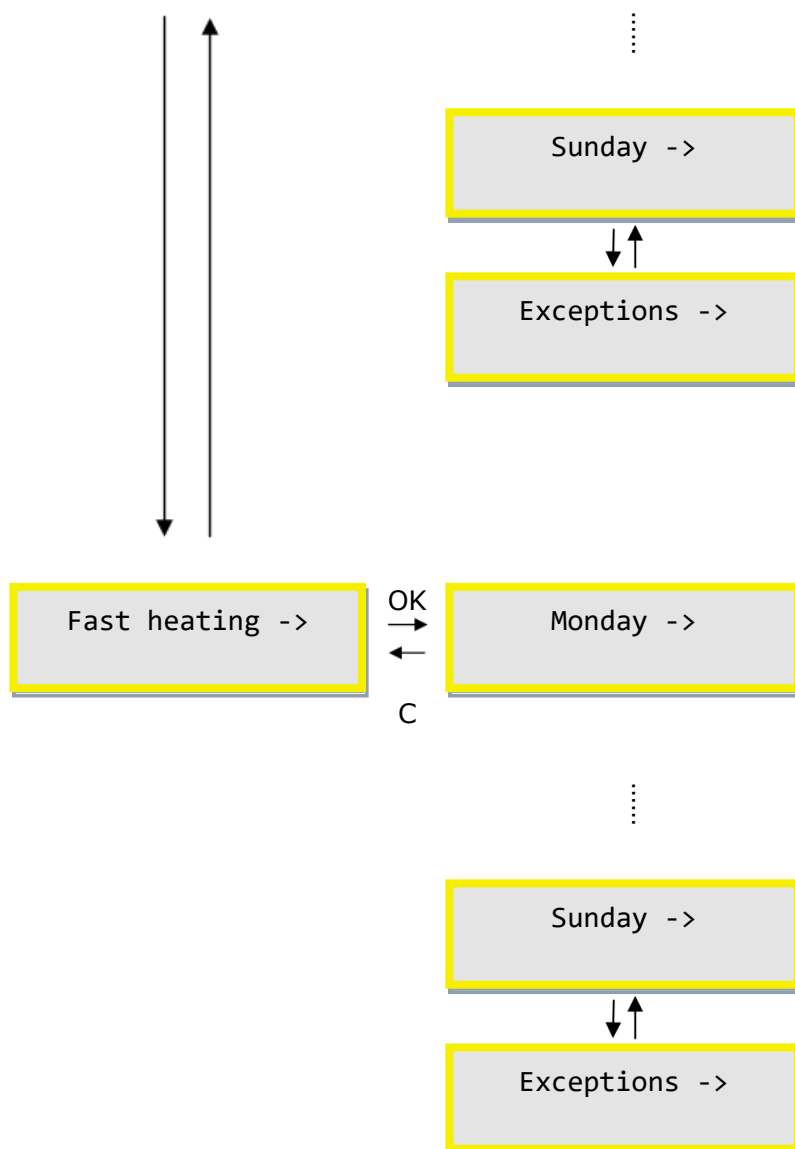 Sunday ->
Exceptions ->
Fast heating ->
OK
Monday ->
C
Sunday ->
Exceptions ->